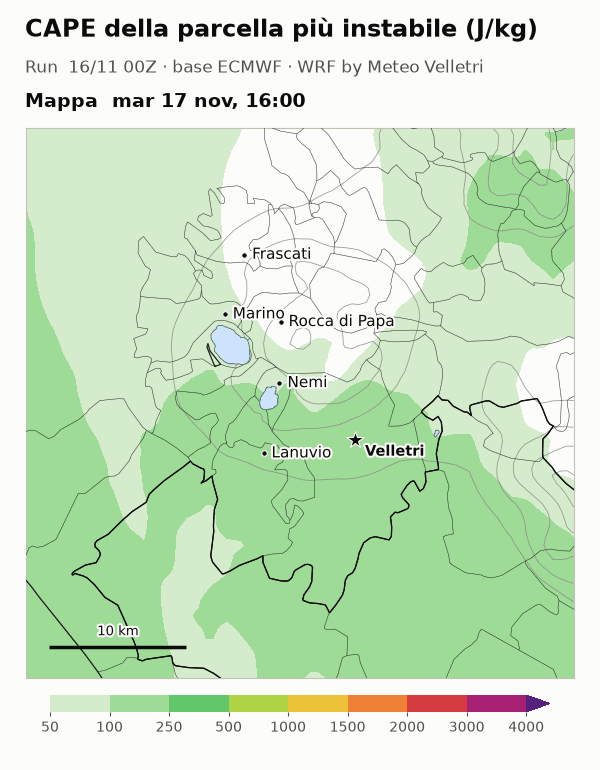 CAPE della parcella più instabile (J/kg)
Run  16/11 00Z · base ECMWF · WRF by Meteo Velletri
Mappa  mar 17 nov, 16:00
Frascati
Marino
Rocca di Papa
Nemi
Lanuvio
Velletri
10 km
50 100 250 500 1000 1500 2000 3000 4000